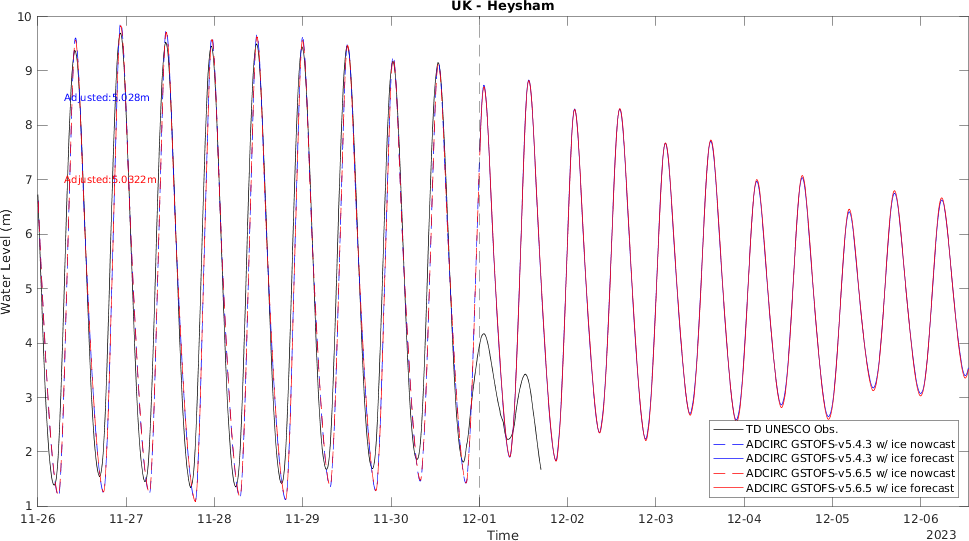 UK - Heysham
10
9
Adjusted:5.028m
8
7
Adjusted:5.0322m
6
5
4
3
2
1
Water Level (m)
TD UNESCO Obs.
ADCIRC GSTOFS-v5.4.3 w/ ice nowcast
ADCIRC GSTOFS-v5.4.3 w/ ice forecast
ADCIRC GSTOFS-v5.6.5 w/ ice nowcast
ADCIRC GSTOFS-v5.6.5 w/ ice forecast
11-26 11-27 11-28 11-29 11-30 12-01 12-02 12-03 12-04 12-05 12-06
Time
2023